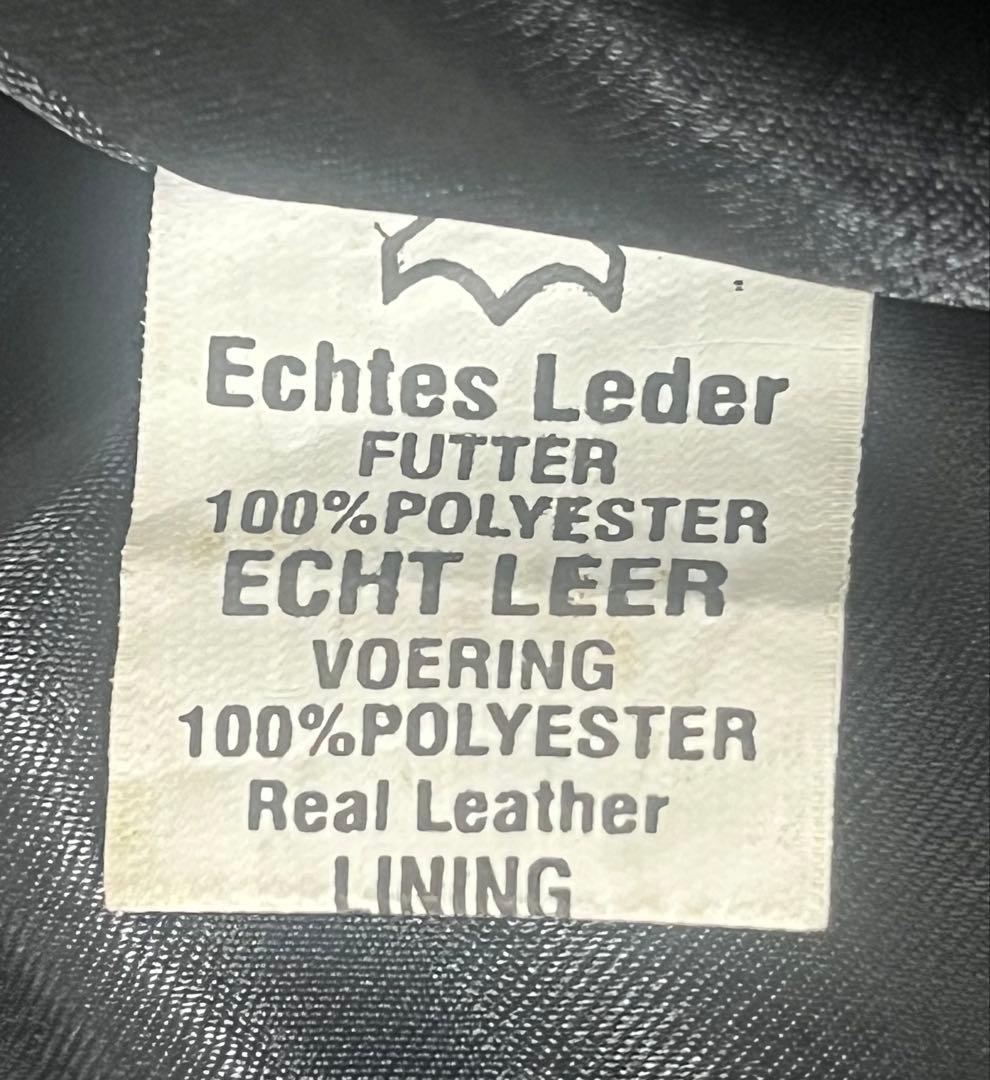 Echtes Leder
FUTTER
100%POLYESTER
ECHT LEER
VOERING
100%POLYESTER
Real Leather
LINING